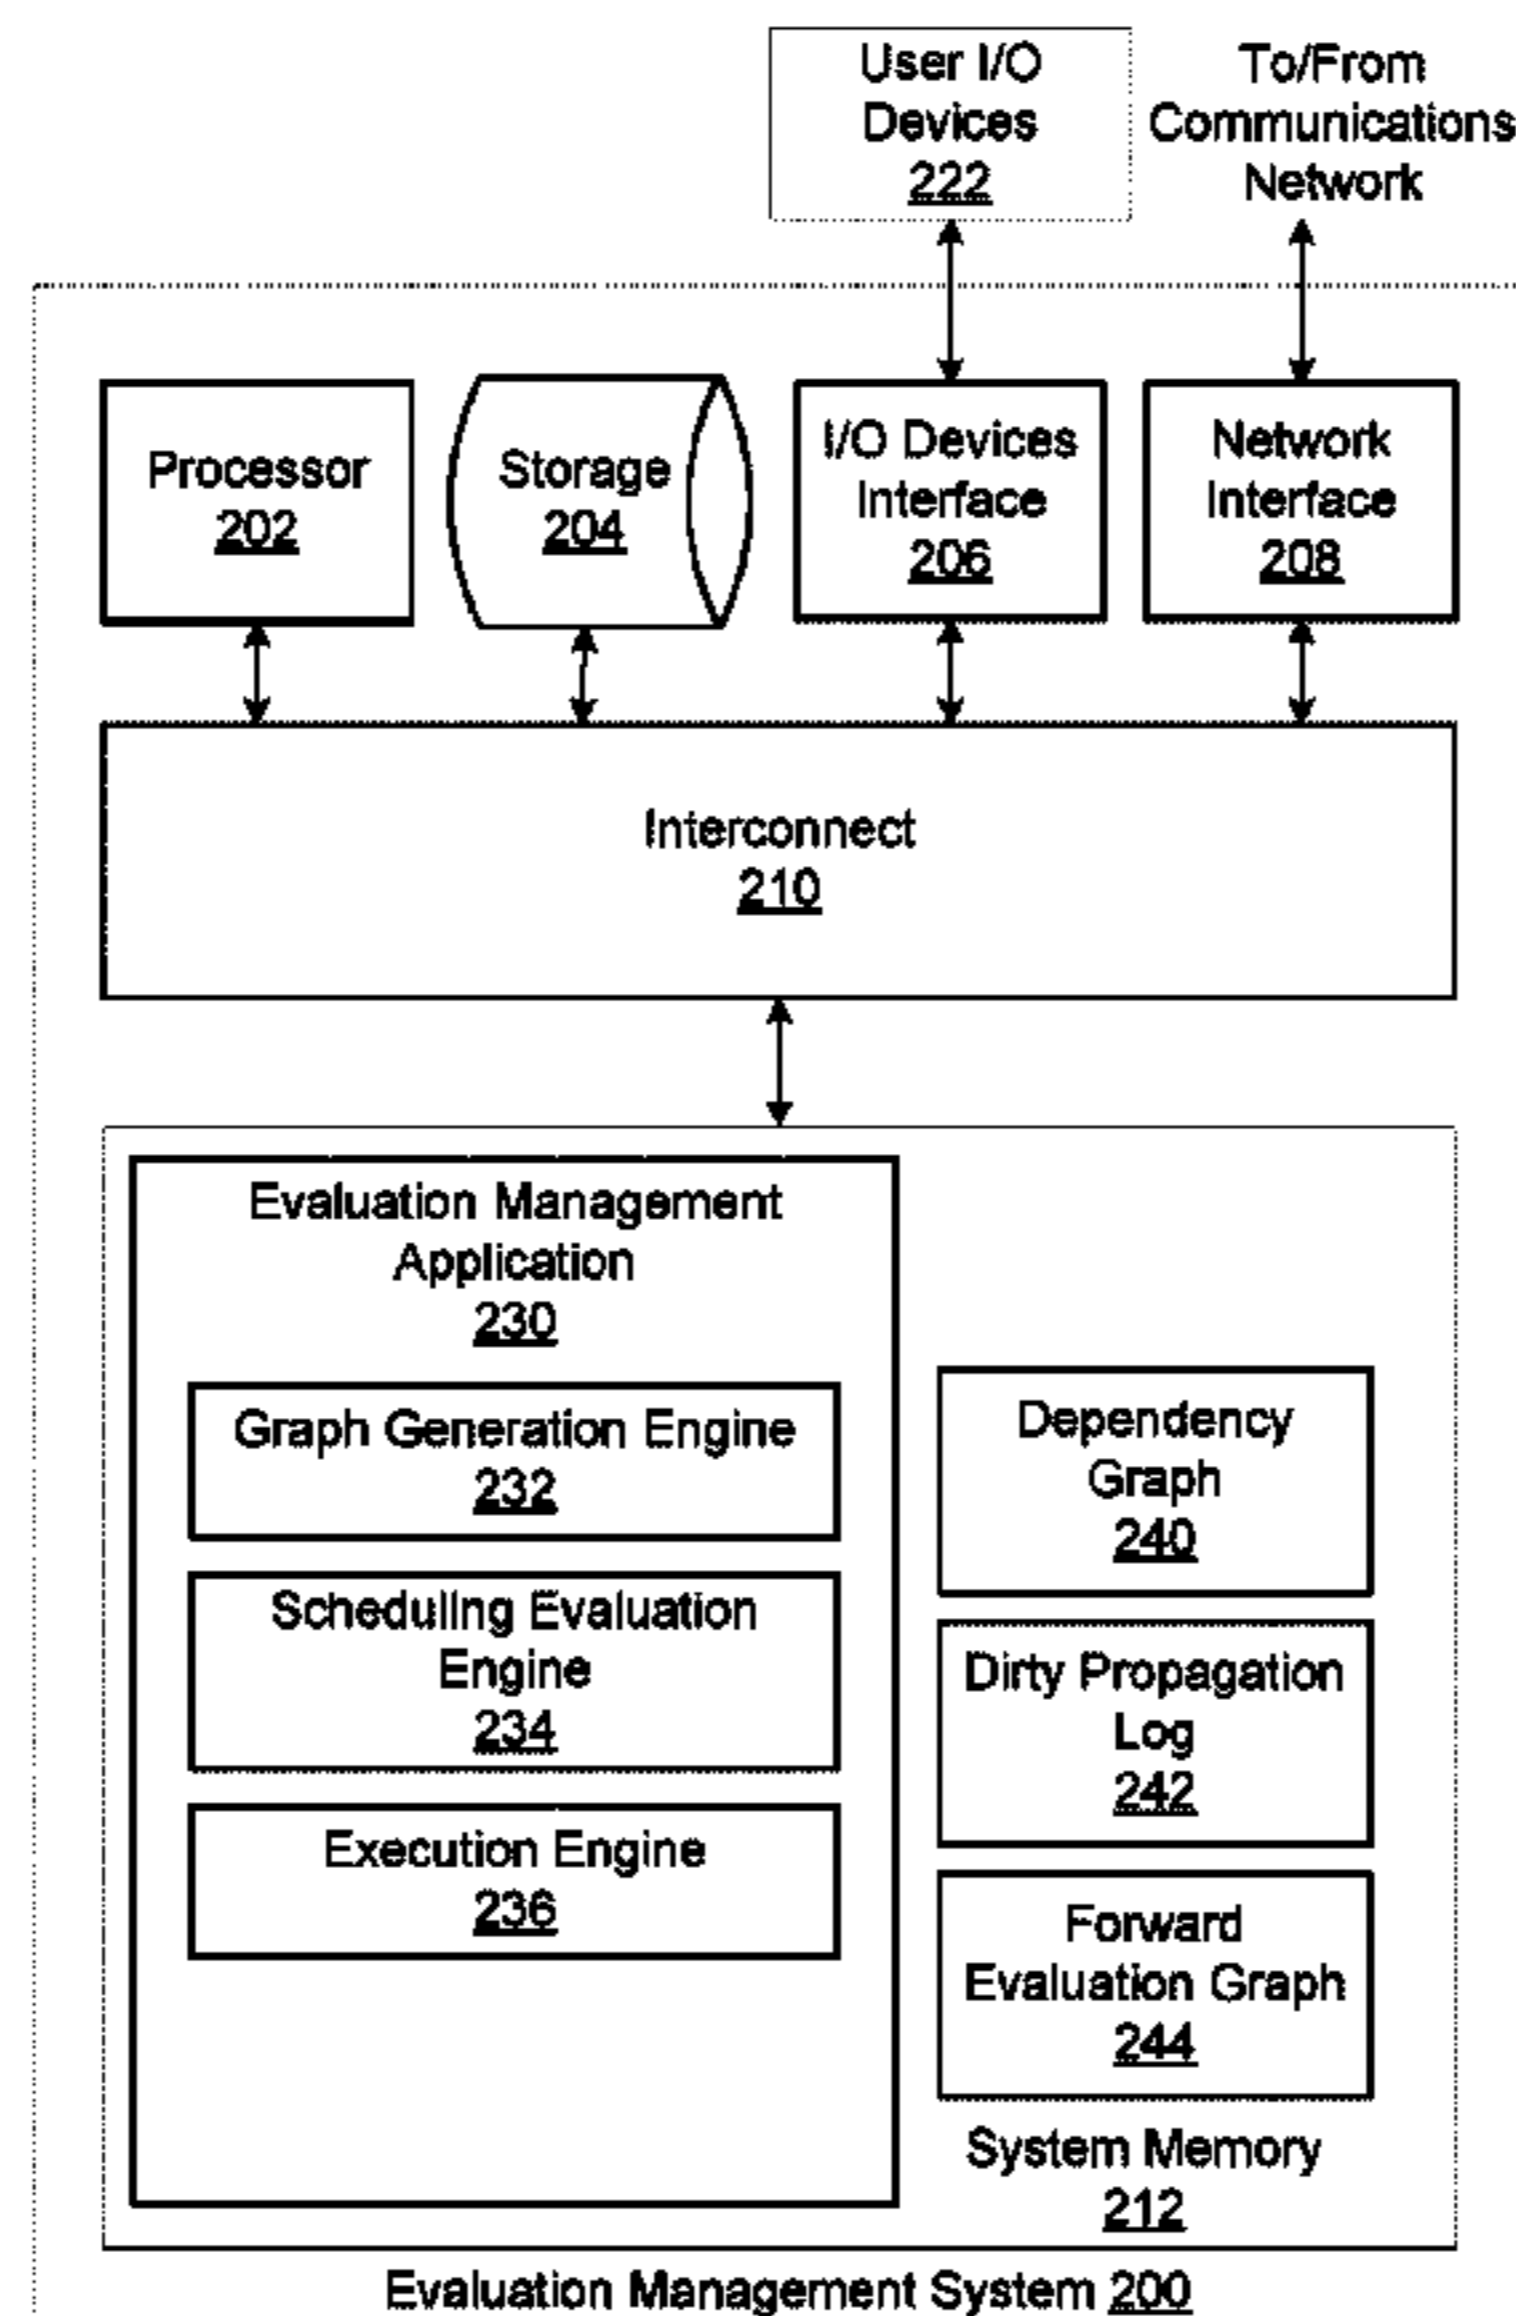 User I/O
Devices
222
To/From
Communications
Network
Processor
202
Storage
204
I/O Devices
Interface
206
Network
Interface
208
Interconnect
210
Evaluation Management
Application
230
Graph Generation Engine
232
Scheduling Evaluation
Engine
234
Execution Engine
236
Dependency
Graph
240
Dirty Propagation
Log
242
Forward
Evaluation Graph
244
System Memory
212
Evaluation Management System 200